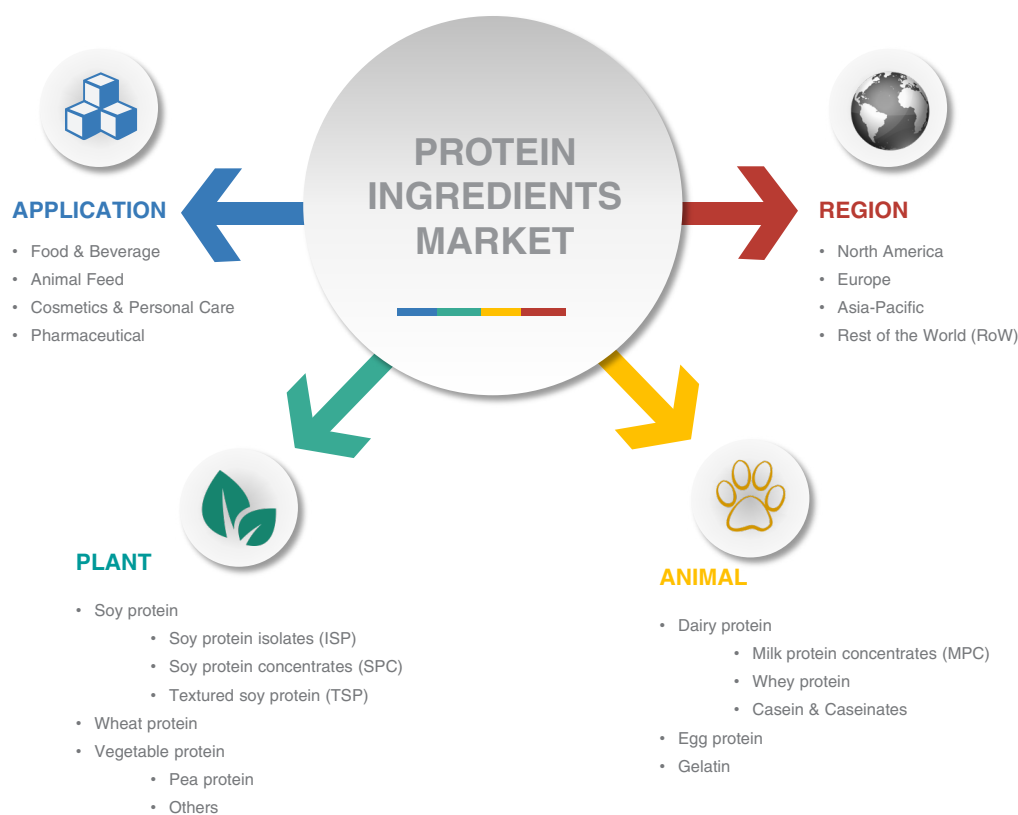 PROTEIN
INGREDIENTS
MARKET
APPLICATION
• Food & Beverage
• Animal Feed
• Cosmetics & Personal Care
• Pharmaceutical
REGION
• North America
• Europe
• Asia-Pacific
• Rest of the World (RoW)
PLANT
• Soy protein
• Soy protein isolates (ISP)
• Soy protein concentrates (SPC)
• Textured soy protein (TSP)
• Wheat protein
• Vegetable protein
• Pea protein
• Others
ANIMAL
• Dairy protein
• Milk protein concentrates (MPC)
• Whey protein
• Casein & Caseinates
• Egg protein
• Gelatin